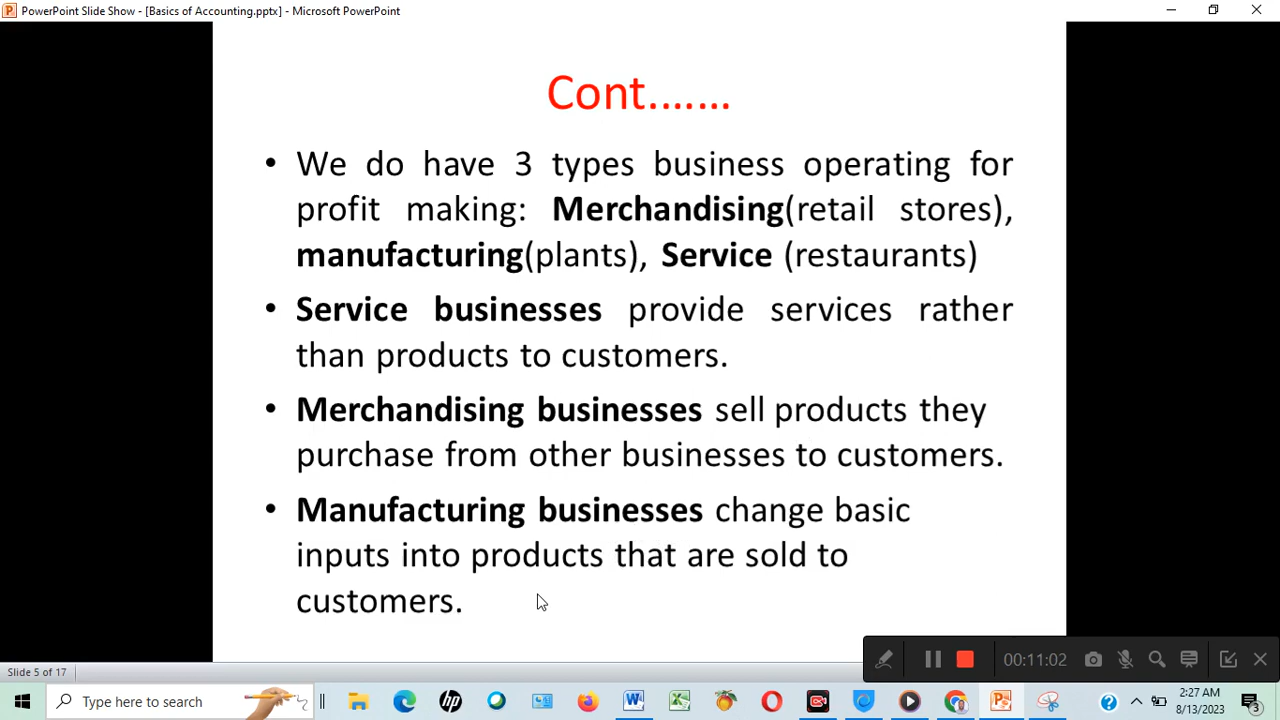 PowerPoint Slide Show - [Basics of Accounting.pptx] - Microsoft PowerPoint
Cont.......
• We do have 3 types business operating for
profit making: Merchandising(retail stores),
manufacturing(plants), Service (restaurants)
• Service businesses provide services rather
than products to customers.
• Merchandising businesses sell products they
purchase from other businesses to customers.
• Manufacturing businesses change basic
inputs into products that are sold to
customers.
00:11:02
Slide 5 of 17
Type here to search
2:27 AM
8/13/2023
3